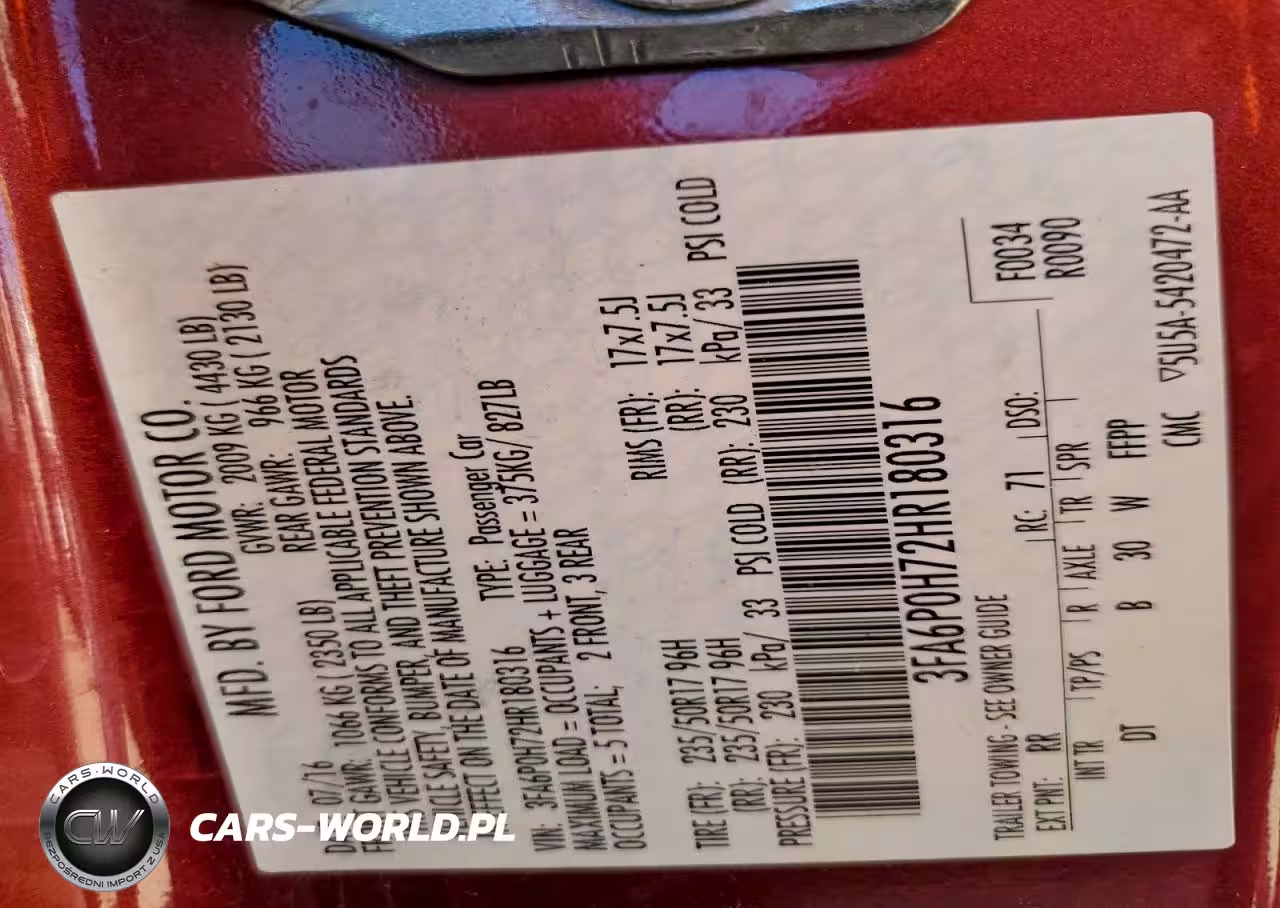 MFD. BY FORD MOTOR CO.
07/16 GVWR: 2009 KG ( 4430 LB)
GAWR: 1066 KG ( 2350 LB) REAR GAWR: 966 KG ( 2130 LB)
VEHICLE CONFORMS TO ALL APPLICABLE FEDERAL MOTOR
VEHICLE SAFETY, BUMPER, AND THEFT PREVENTION STANDARDS
EFFECT ON THE DATE OF MANUFACTURE SHOWN ABOVE.
VIN: 3FA6P0H72HR180316 TYPE: Passenger Car
MAXIMUM LOAD = OCCUPANTS + LUGGAGE = 375KG/ 827LB
OCCUPANTS = 5 TOTAL; 2 FRONT, 3 REAR
TIRE (FR): 235/50R17 96H RIMS (FR): 17x7.5J
(RR): 235/50R17 96H (RR): 17x7.5J
PRESSURE (FR): 230 kPa/ 33 PSI COLD (RR): 230 kPa/ 33 PSI COLD
3FA6P0H72HR180316
TRAILER TOWING - SEE OWNER GUIDE F0034
EXT PNT: RR RC: 71 DSO: R0090
INT TR TP/PS R AXLE TR SPR
DT B 30 W FFPP
CMC ▽5U5A-5420472-AA
CARS-WORLD
CW
BEZPOŚREDNI IMPORT Z USA
CARS-WORLD.PL